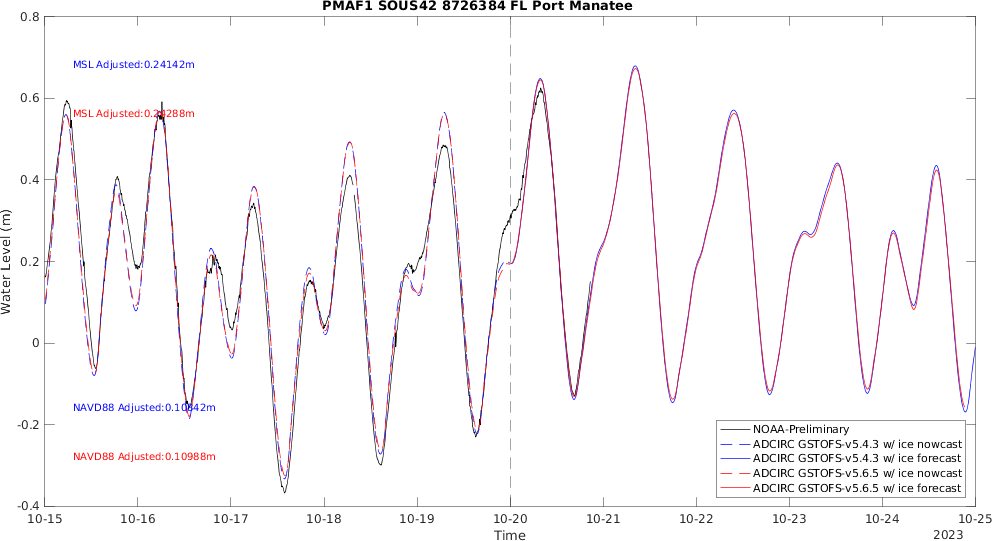 PMAF1 SOUS42 8726384 FL Port Manatee
0.8
0.6
0.4
0.2
0
-0.2
-0.4
Water Level (m)
MSL Adjusted:0.24142m
MSL Adjusted:0.24288m
NAVD88 Adjusted:0.10842m
NAVD88 Adjusted:0.10988m
NOAA-Preliminary
ADCIRC GSTOFS-v5.4.3 w/ ice nowcast
ADCIRC GSTOFS-v5.4.3 w/ ice forecast
ADCIRC GSTOFS-v5.6.5 w/ ice nowcast
ADCIRC GSTOFS-v5.6.5 w/ ice forecast
10-15 10-16 10-17 10-18 10-19 10-20 10-21 10-22 10-23 10-24 10-25
Time
2023